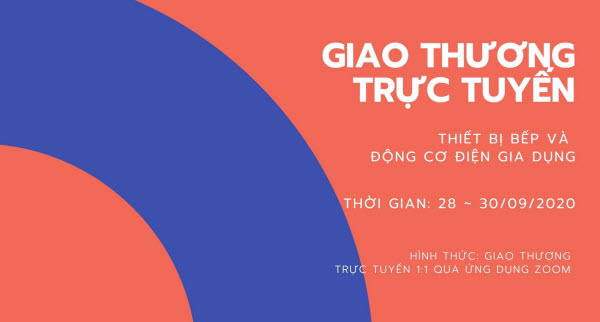 GIAO THƯƠNG
TRỰC TUYẾN
THIẾT BỊ BẾP VÀ
ĐỘNG CƠ ĐIỆN GIA DỤNG
THỜI GIAN: 28 ~ 30/09/2020
HÌNH THỨC: GIAO THƯƠNG
TRỰC TUYẾN 1:1 QUA ỨNG DỤNG ZOOM